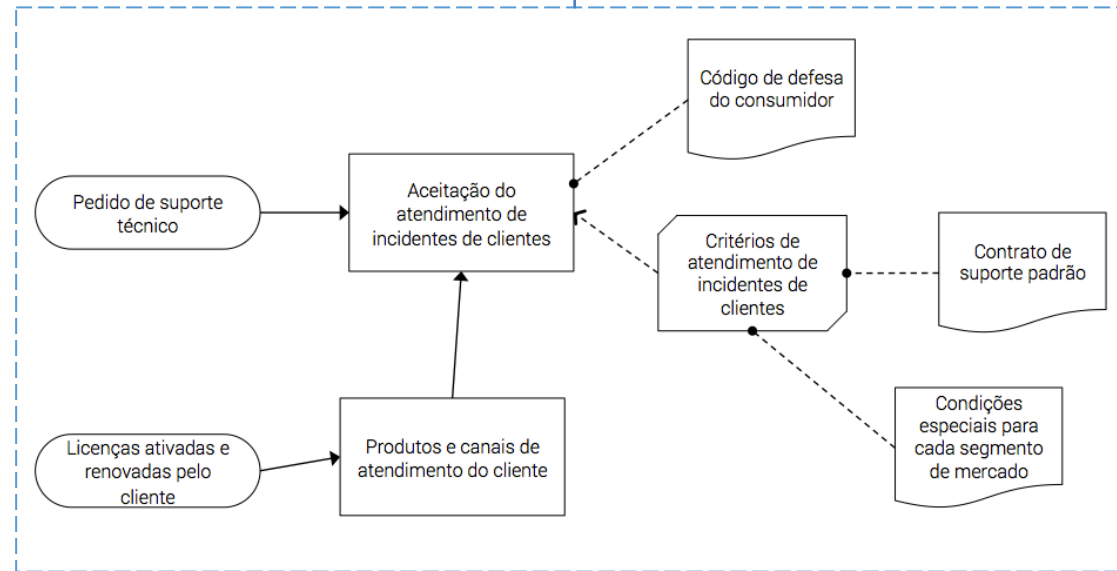 Código de defesa
do consumidor
Pedido de suporte
técnico
Aceitação do
atendimento de
incidentes de clientes
Critérios de
atendimento de
incidentes de
clientes
Contrato de
suporte padrão
Licenças ativadas e
renovadas pelo
cliente
Produtos e canais de
atendimento do cliente
Condições
especiais para
cada segmento
de mercado